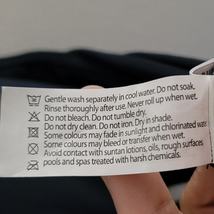 Gentle wash separately in cool water. Do not soak.
Rinse thoroughly after use. Never roll up when wet.
Do not bleach. Do not tumble dry.
Do not dry clean. Do not iron. Dry in shade.
Some colours may fade in sunlight and chlorinated water
Some colours may bleed or transfer when wet.
Avoid contact with suntan lotions, oils, rough surfaces
pools and spas treated with harsh chemicals.